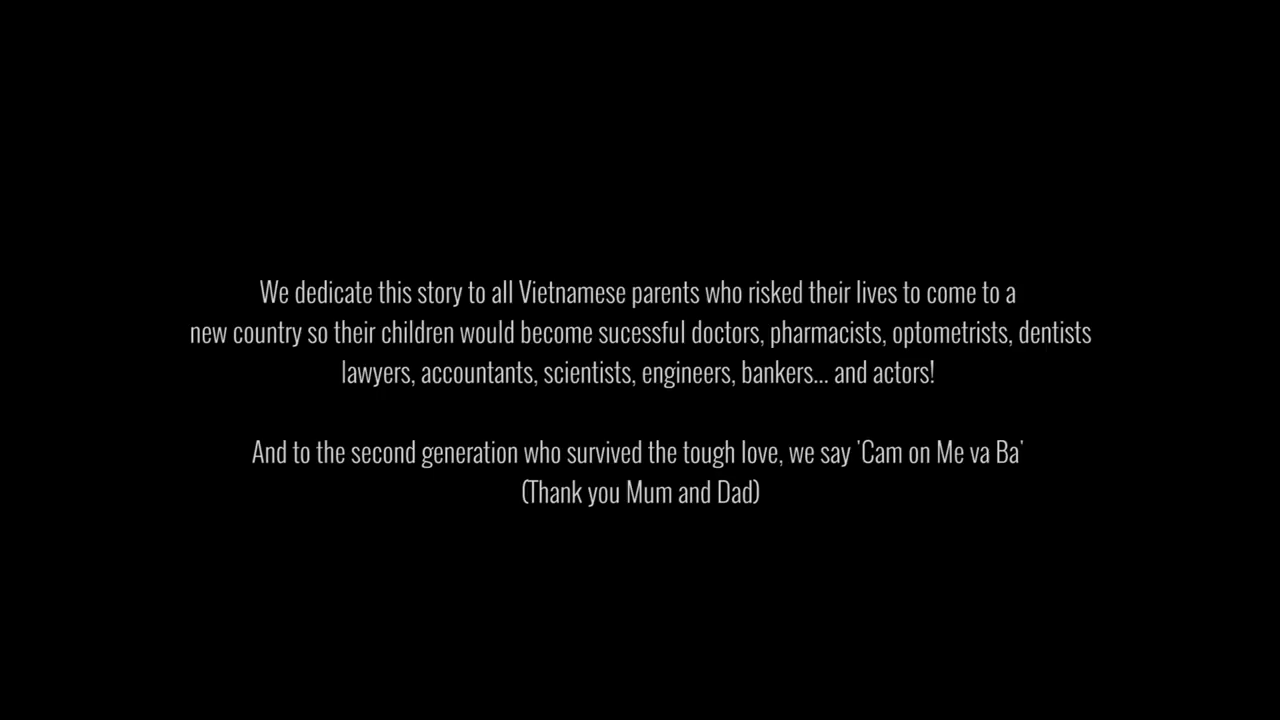 We dedicate this story to all Vietnamese parents who risked their lives to come to a
new country so their children would become sucessful doctors, pharmacists, optometrists, dentists
lawyers, accountants, scientists, engineers, bankers... and actors!
And to the second generation who survived the tough love, we say 'Cam on Me va Ba'
(Thank you Mum and Dad)